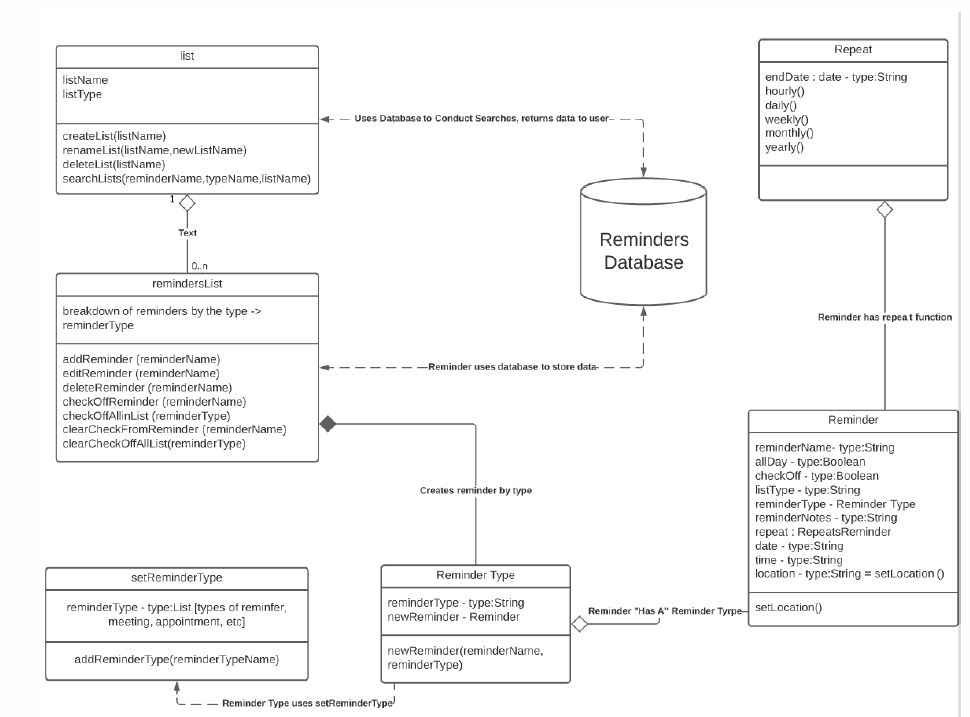 list
listName
listType
createList(listName)
renameList(listName,newListName)
deleteList(listName)
searchLists(reminderName,typeName,listName)
Repeat
endDate : date - type:String
hourly()
daily()
weekly()
monthly()
yearly()
Uses Database to Conduct Searches, returns data to user
1
Text
0..n
Reminders
Database
remindersList
breakdown of reminders by the type ->
reminderType
addReminder (reminderName)
editReminder (reminderName)
deleteReminder (reminderName)
checkOffReminder (reminderName)
checkOffAllinList (reminderType)
clearCheckFromReminder (reminderName)
clearCheckOffAllList(reminderType)
Reminder uses database to store data
Reminder has repeat function
Creates reminder by type
Reminder
reminderName- type:String
allDay - type:Boolean
checkOff - type:Boolean
listType - type:String
reminderType - Reminder Type
reminderNotes - type:String
repeat : RepeatsReminder
date - type:String
time - type:String
location - type:String = setLocation ()
setLocation()
setReminderType
reminderType - type:List [types of reminfer,
meeting, appointment, etc]
addReminderType(reminderTypeName)
Reminder Type
reminderType - type:String
newReminder - Reminder
newReminder(reminderName,
reminderType)
Reminder "Has A" Reminder Tyrpe
Reminder Type uses setReminderType